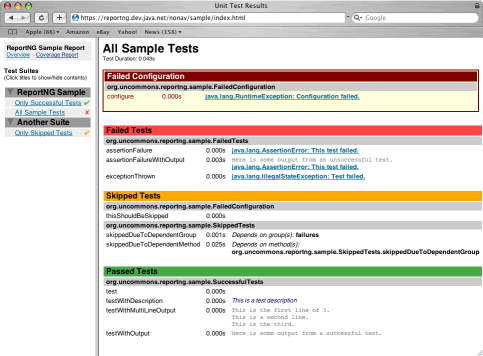 Unit Test Results
https://reportng.dev.java.net/nonav/sample/index.html
Google
Apple (86) Amazon eBay Yahoo! News (158)
ReportNG Sample Report
Overview Coverage Report
Test Suites
(Click titles to show/hide contents)
ReportNG Sample
Only Successful Tests ✔
All Sample Tests ✘
Another Suite
Only Skipped Tests ✔
All Sample Tests
Test Duration: 0.043s
Failed Configuration
org.uncommons.reportng.sample.FailedConfiguration
configure 0.000s java.lang.RuntimeException: Configuration failed.
Failed Tests
org.uncommons.reportng.sample.FailedTests
assertionFailure 0.000s java.lang.AssertionError: This test failed.
assertionFailureWithOutput 0.003s Here is some output from an unsuccessful test.
java.lang.AssertionError: This test failed.
exceptionThrown 0.000s java.lang.IllegalStateException: Test failed.
Skipped Tests
org.uncommons.reportng.sample.FailedConfiguration
thisShouldBeSkipped 0.000s
org.uncommons.reportng.sample.SkippedTests
skippedDueToDependentGroup 0.001s Depends on group(s): failures
skippedDueToDependentMethod 0.025s Depends on method(s):
org.uncommons.reportng.sample.SkippedTests.skippedDueToDependentGroup
Passed Tests
org.uncommons.reportng.sample.SuccessfulTests
test 0.000s
testWithDescription 0.000s This is a test description
testWithMultiLineOutput 0.000s This is the first line of 3.
This is a second line.
This is the third.
testWithOutput 0.000s Here is some output from a successful test.